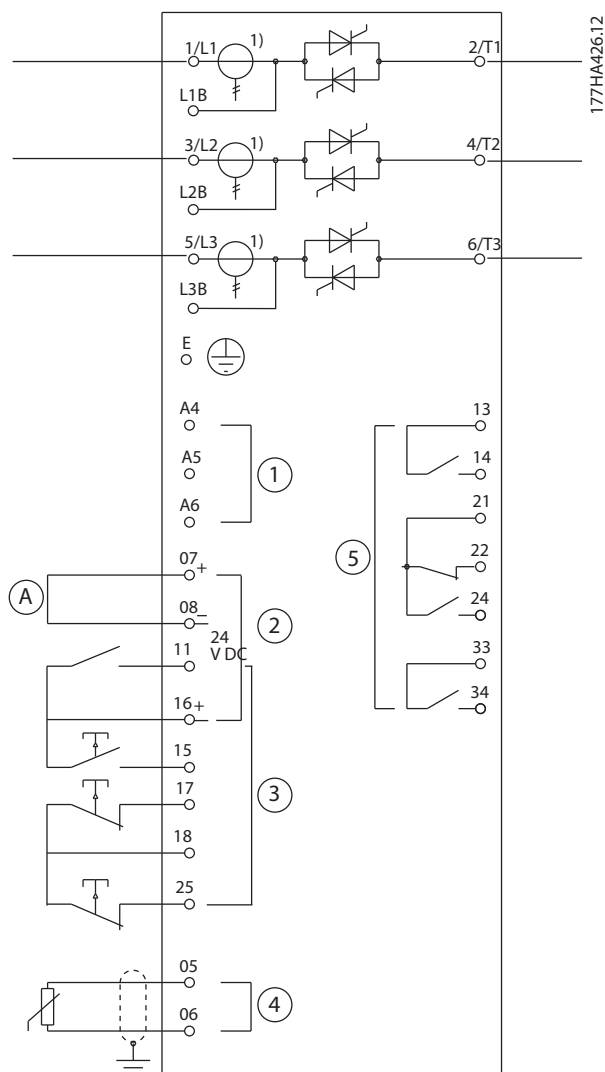 177HA426.12
1/L1 1) 2/T1
L1B
3/L2 1) 4/T2
L2B
5/L3 1) 6/T3
L3B
E
A4
A5
A6
1
13
14
21
22
24
33
34
5
A
07 +
08 −
24
V DC
2
11
16 +
15
17
18
25
3
05
06
4